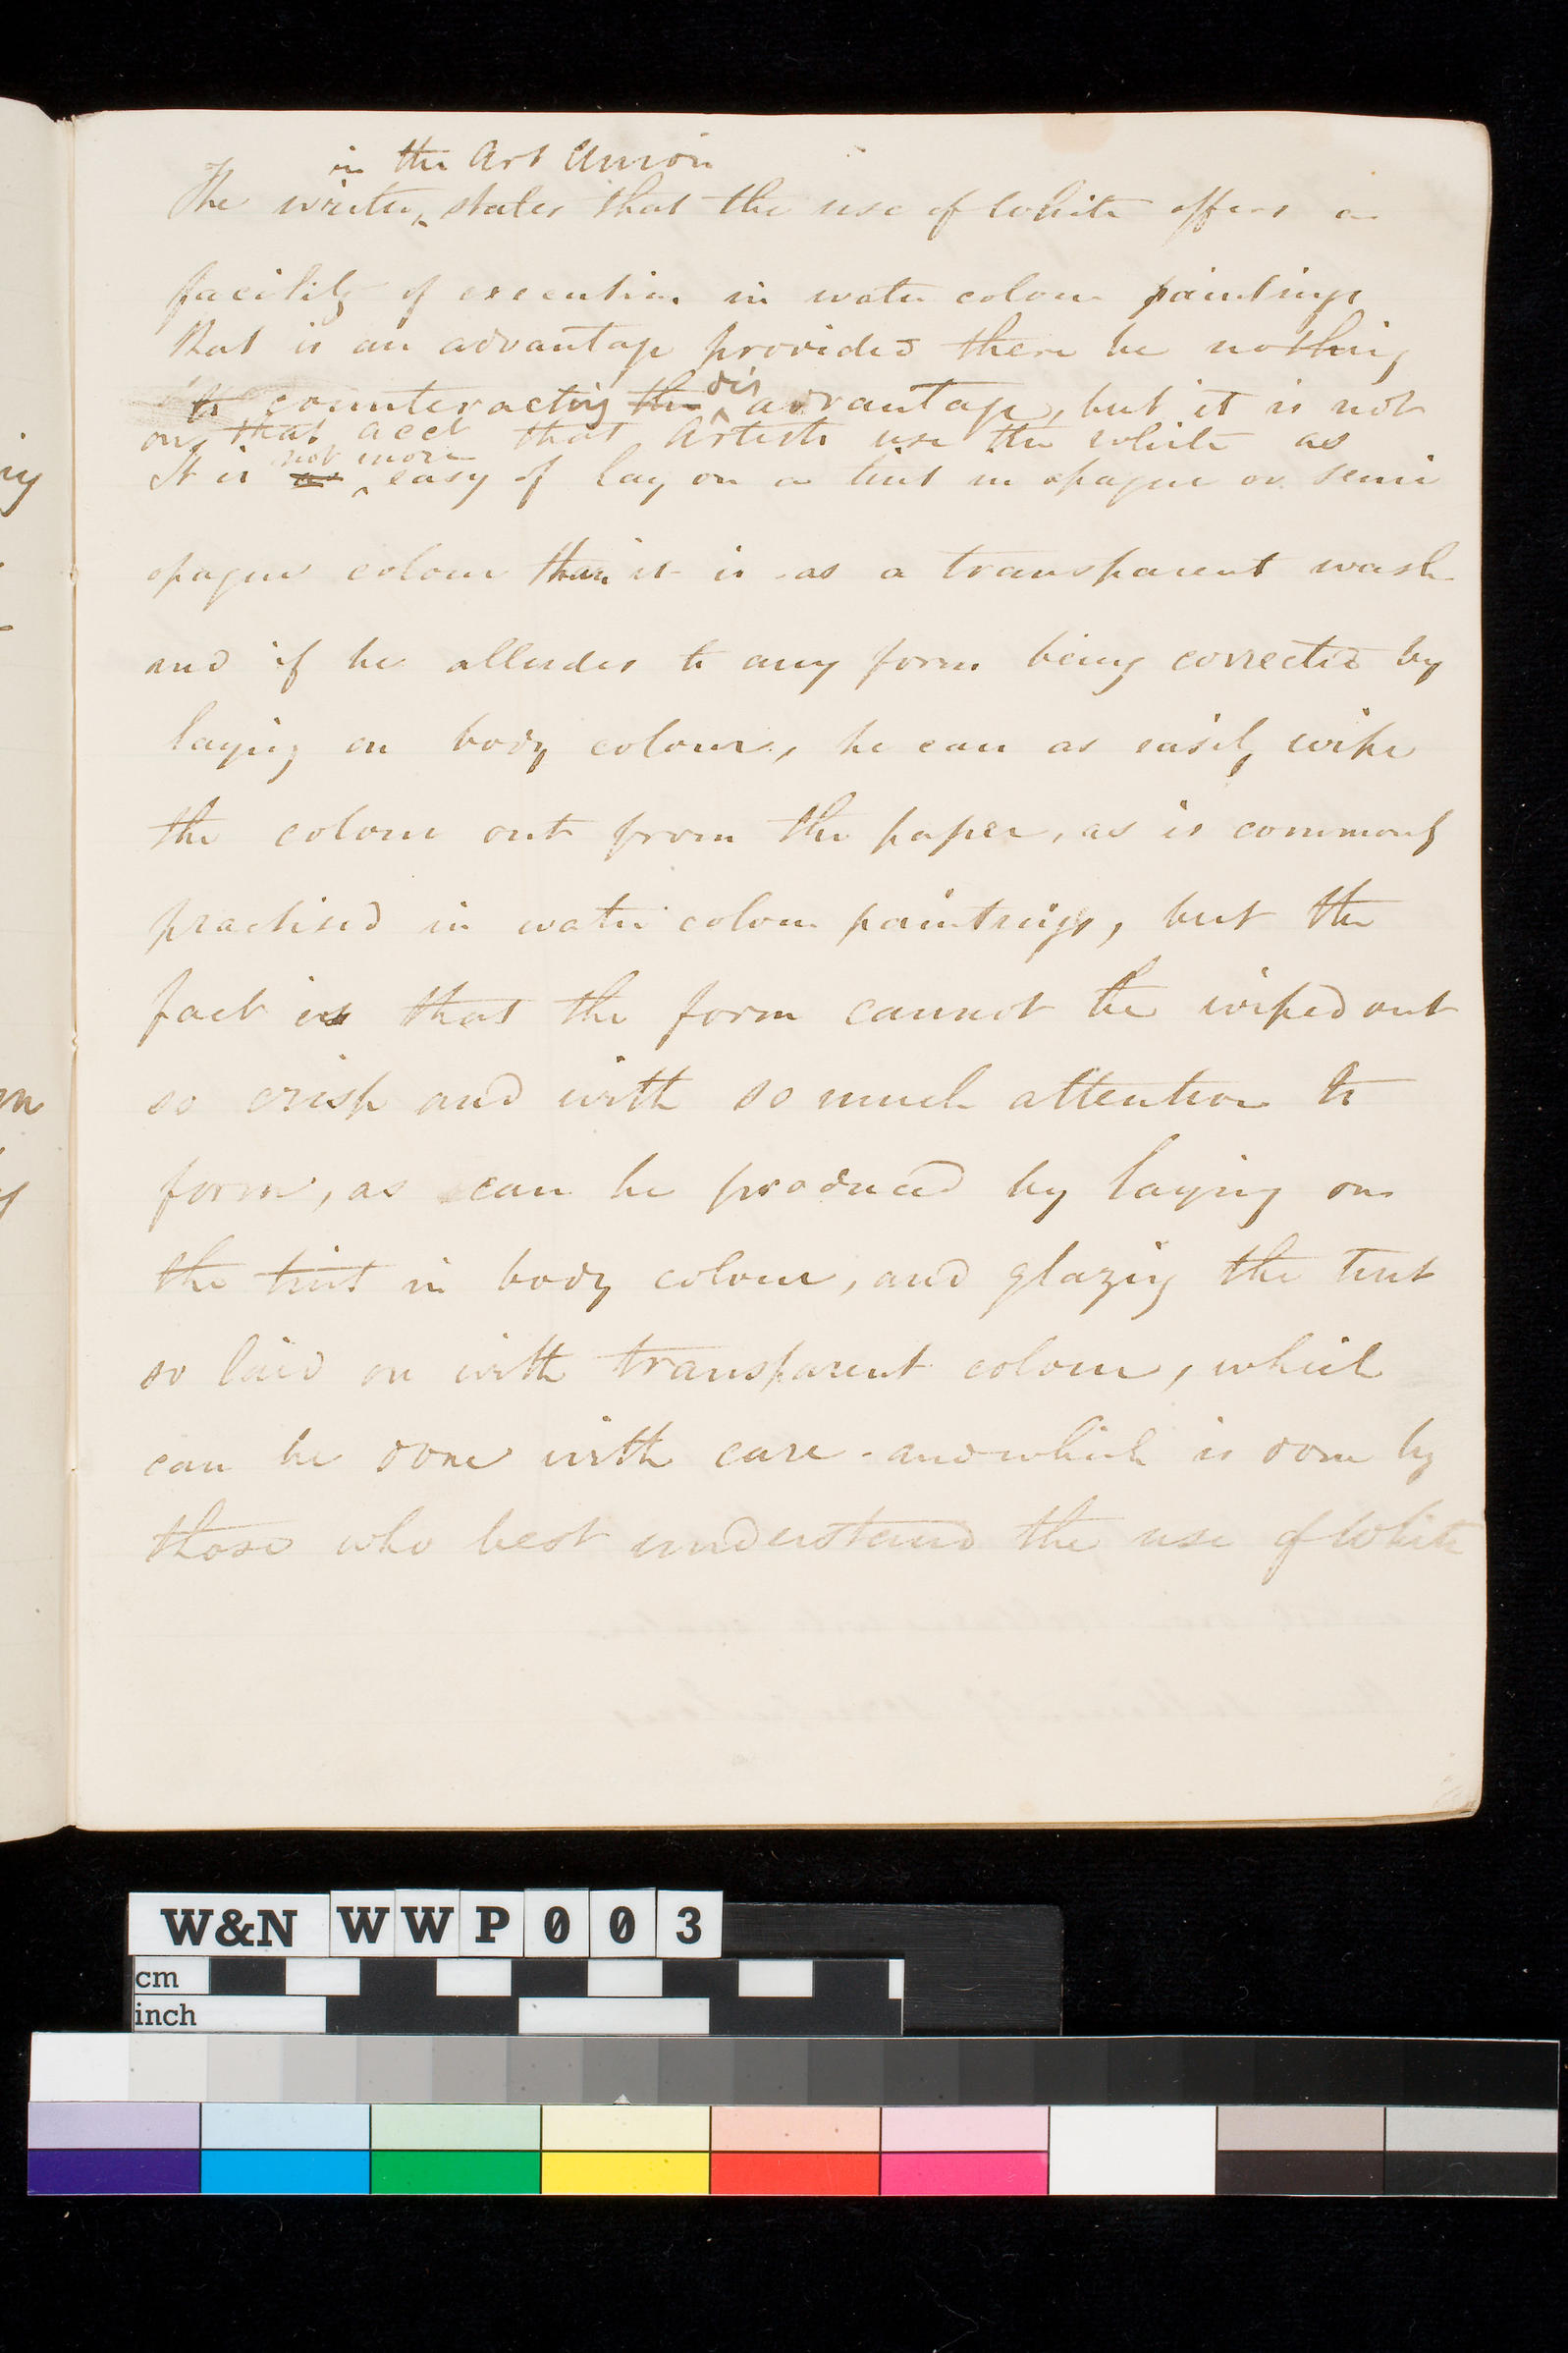 in the Art Union
The writer ‸ states that the use of White offers a
facility of execution in water colour paintings
that is an advantage provided there be nothing
dis
to counteracting the ‸ advantage, but it is not
on that acct that Artists use the white as
not more
It is as ‸ easy of lay on a tint in opaque or semi
opaque colour than it is as a transparent wash
and if he alludes to any form being corrected by
laying on body colour, he can as easily wipe
the colour out from the paper, as is commonly
practised in water colour paintings, but the
fact is that the form cannot be wiped out
so crisp and with so much attention to
form, as can be produced by laying on
the tint in body colour, and glazing the tint
so laid on with transparent colour, which
can be done with care - and which is done by
those who best understand the use of White
W&N WWP003
cm
inch